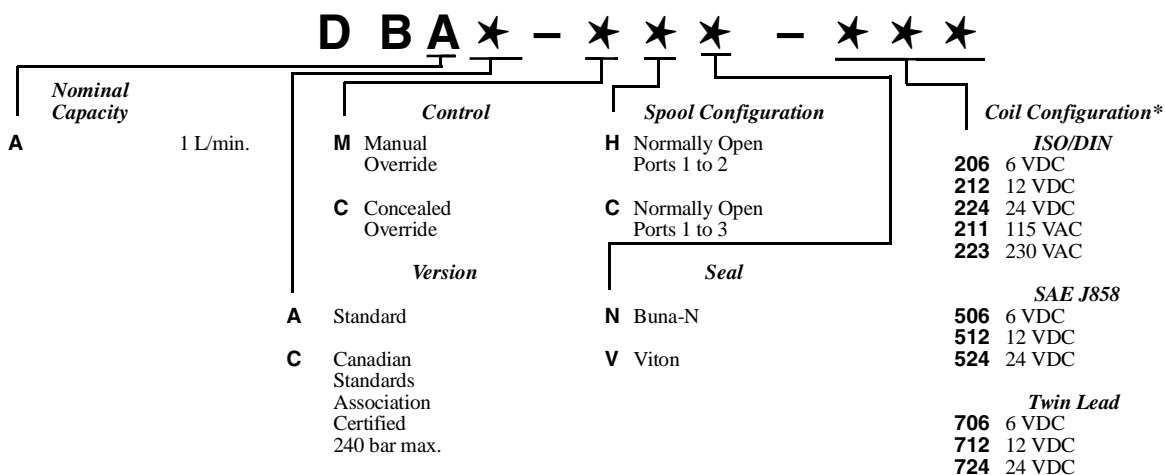 D B A ★ – ★ ★ ★ – ★ ★ ★
Nominal
Capacity
A 1 L/min.
Control
M Manual
Override
C Concealed
Override
Version
A Standard
C Canadian
Standards
Association
Certified
240 bar max.
Spool Configuration
H Normally Open
Ports 1 to 2
C Normally Open
Ports 1 to 3
Seal
N Buna-N
V Viton
Coil Configuration*
ISO/DIN
206 6 VDC
212 12 VDC
224 24 VDC
211 115 VAC
223 230 VAC
SAE J858
506 6 VDC
512 12 VDC
524 24 VDC
Twin Lead
706 6 VDC
712 12 VDC
724 24 VDC